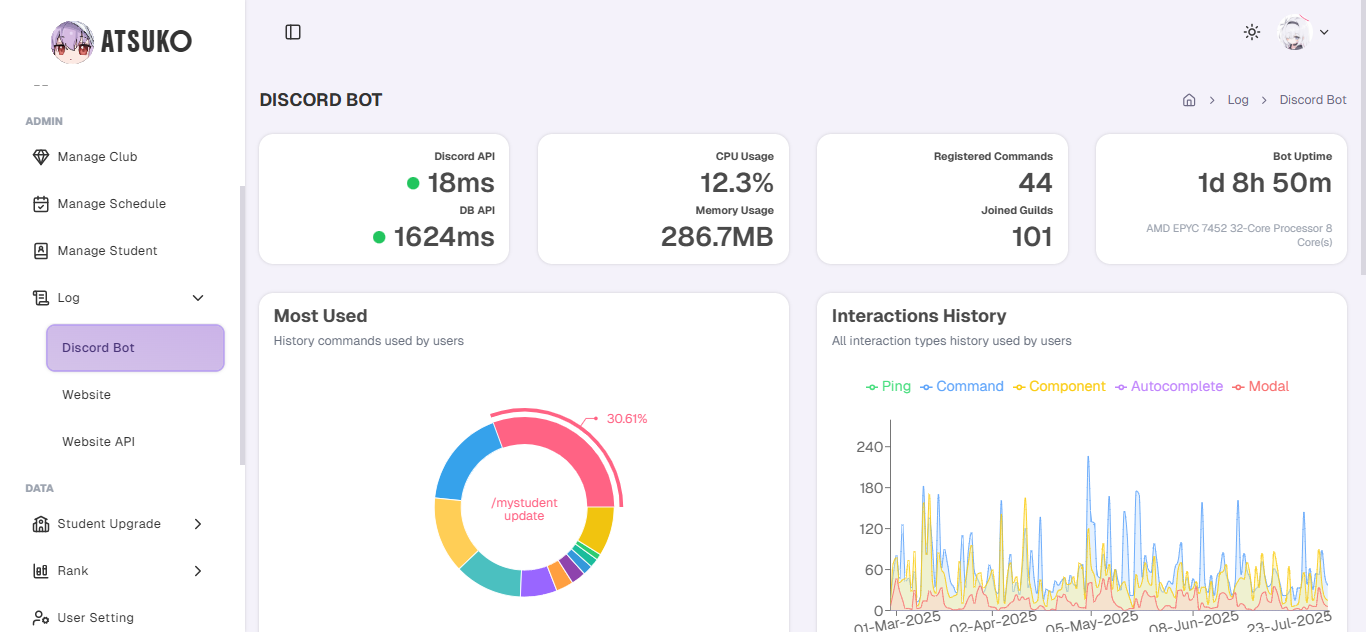 ATSUKO
ADMIN
Manage Club
Manage Schedule
Manage Student
Log
Discord Bot
Website
Website API
DATA
Student Upgrade
Rank
User Setting
DISCORD BOT
Log
Discord Bot
Discord API
18ms
DB API
1624ms
CPU Usage
12.3%
Memory Usage
286.7MB
Registered Commands
44
Joined Guilds
101
Bot Uptime
1d 8h 50m
AMD EPYC 7452 32-Core Processor 8
Core(s)
Most Used
History commands used by users
30.61%
/mystudent
update
Interactions History
All interaction types history used by users
Ping Command Component Autocomplete Modal
240
180
120
60
0
01-Mar-2025 02-Apr-2025 05-May-2025 08-Jun-2025 23-Jul-2025